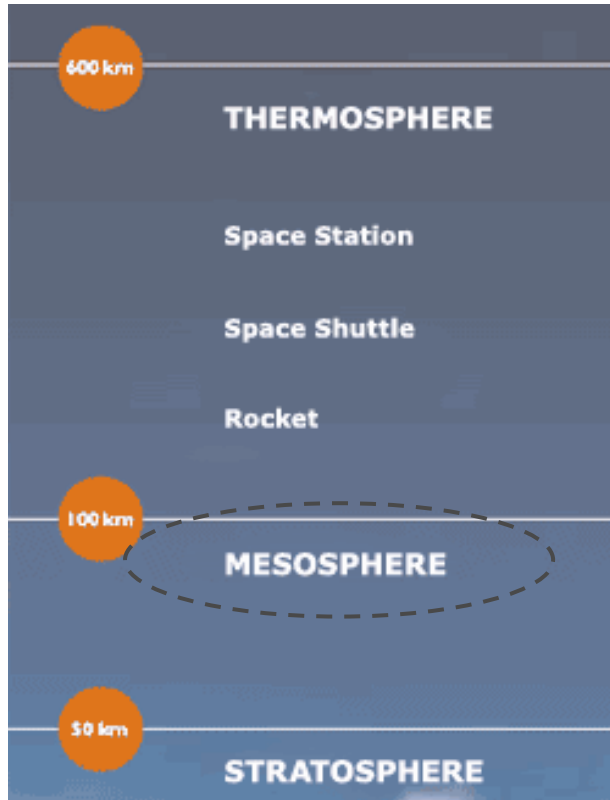 600 km
THERMOSPHERE
Space Station
Space Shuttle
Rocket
100 km
MESOSPHERE
50 km
STRATOSPHERE